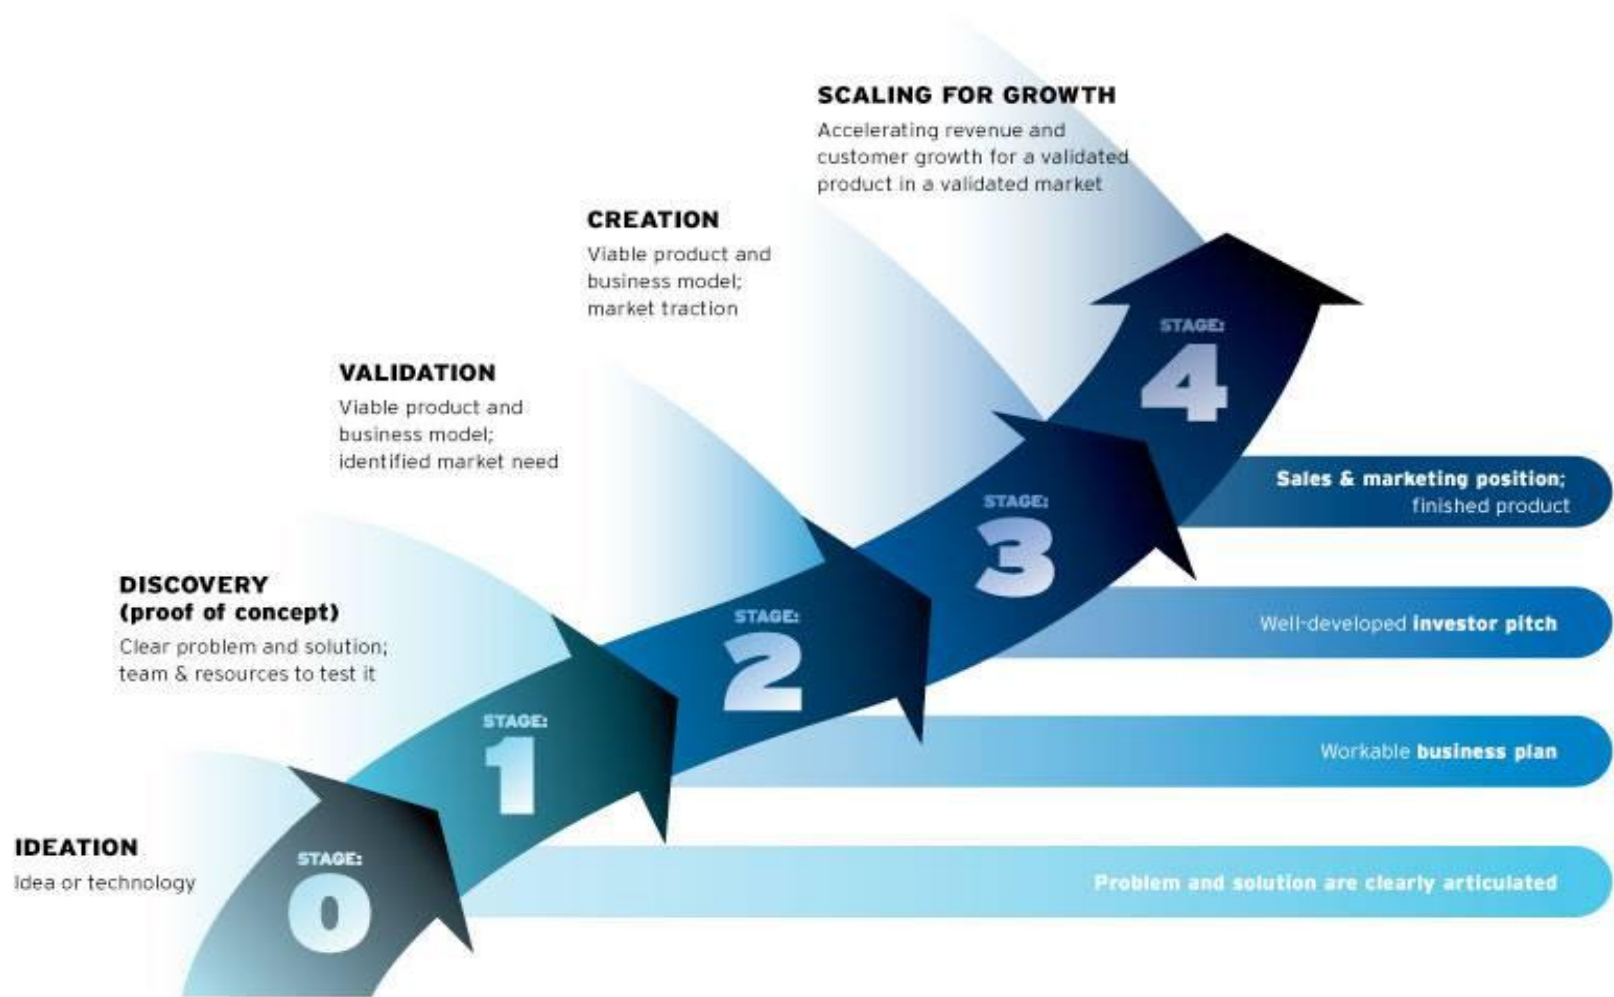 SCALING FOR GROWTH
Accelerating revenue and
customer growth for a validated
product in a validated market
CREATION
Viable product and
business model;
market traction
VALIDATION
Viable product and
business model;
identified market need
DISCOVERY
(proof of concept)
Clear problem and solution;
team & resources to test it
IDEATION
Idea or technology
STAGE:
0
STAGE:
1
STAGE:
2
STAGE:
3
STAGE:
4
Sales & marketing position;
finished product
Well-developed investor pitch
Workable business plan
Problem and solution are clearly articulated